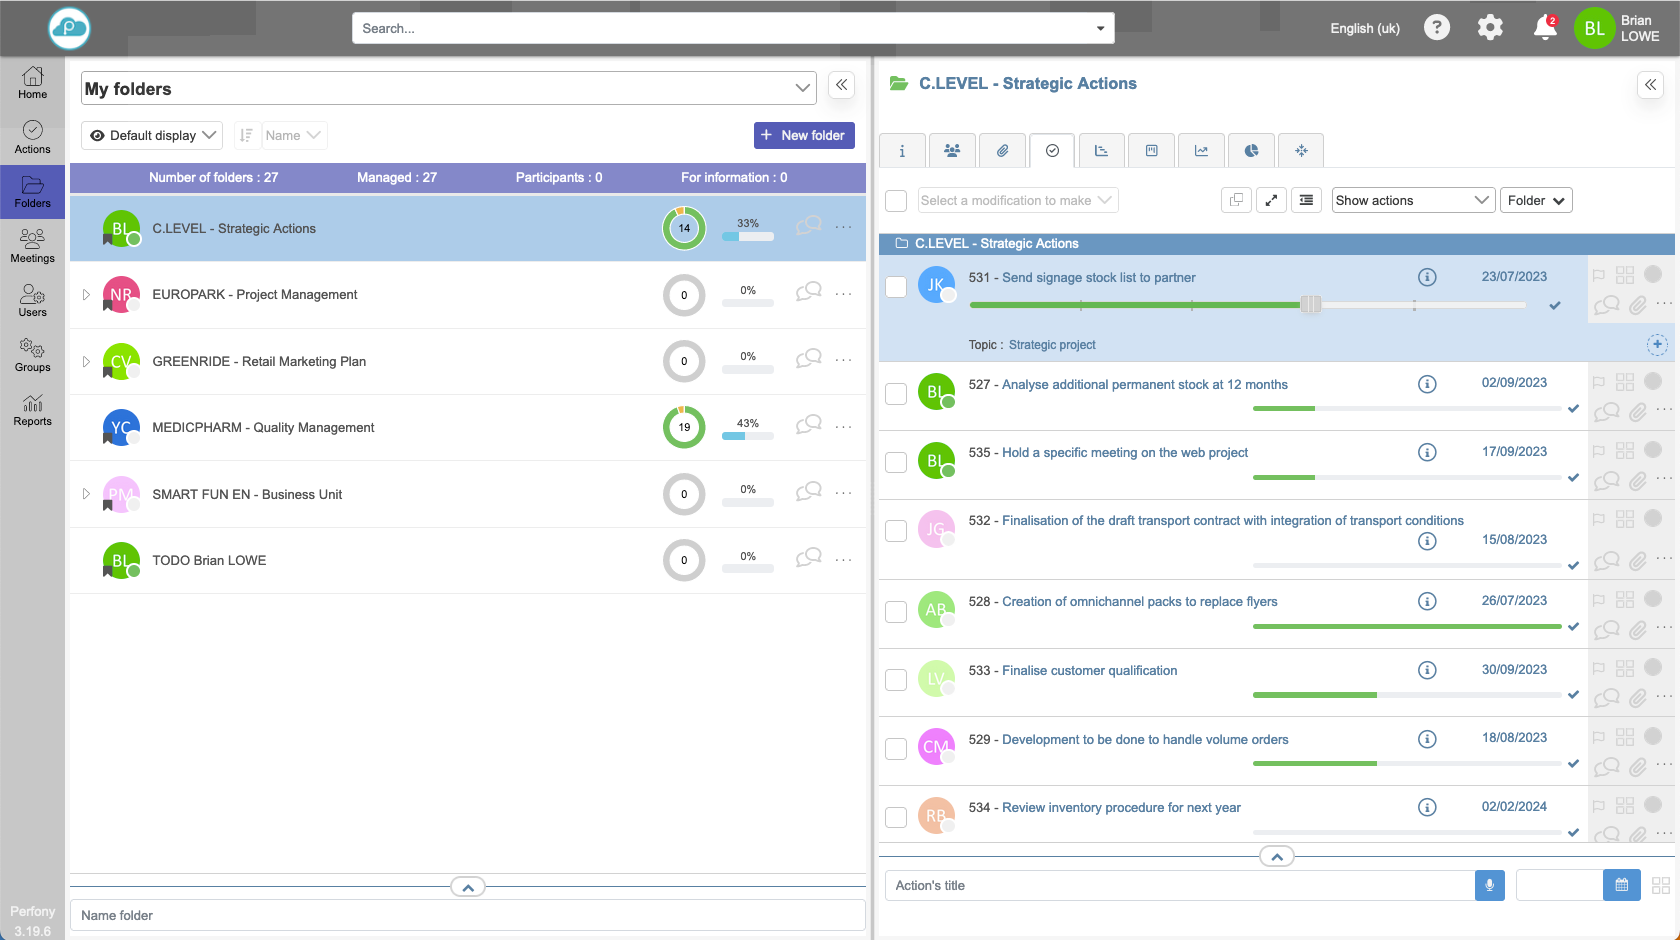 Search...
English (uk)
2
BL
Brian
LOWE
Home
Actions
Folders
Meetings
Users
Groups
Reports
Perfony
3.19.6
My folders
Default display
Name
+ New folder
Number of folders : 27
Managed : 27
Participants : 0
For information : 0
BL
C.LEVEL - Strategic Actions
14
33%
NR
EUROPARK - Project Management
0
0%
CV
GREENRIDE - Retail Marketing Plan
0
0%
YC
MEDICPHARM - Quality Management
19
43%
PM
SMART FUN EN - Business Unit
0
0%
BL
TODO Brian LOWE
0
0%
Name folder
C.LEVEL - Strategic Actions
Select a modification to make
Show actions
Folder
C.LEVEL - Strategic Actions
JK
531 - Send signage stock list to partner
23/07/2023
Topic : Strategic project
BL
527 - Analyse additional permanent stock at 12 months
02/09/2023
BL
535 - Hold a specific meeting on the web project
17/09/2023
JG
532 - Finalisation of the draft transport contract with integration of transport conditions
15/08/2023
AB
528 - Creation of omnichannel packs to replace flyers
26/07/2023
LV
533 - Finalise customer qualification
30/09/2023
CM
529 - Development to be done to handle volume orders
18/08/2023
RB
534 - Review inventory procedure for next year
02/02/2024
Action's title